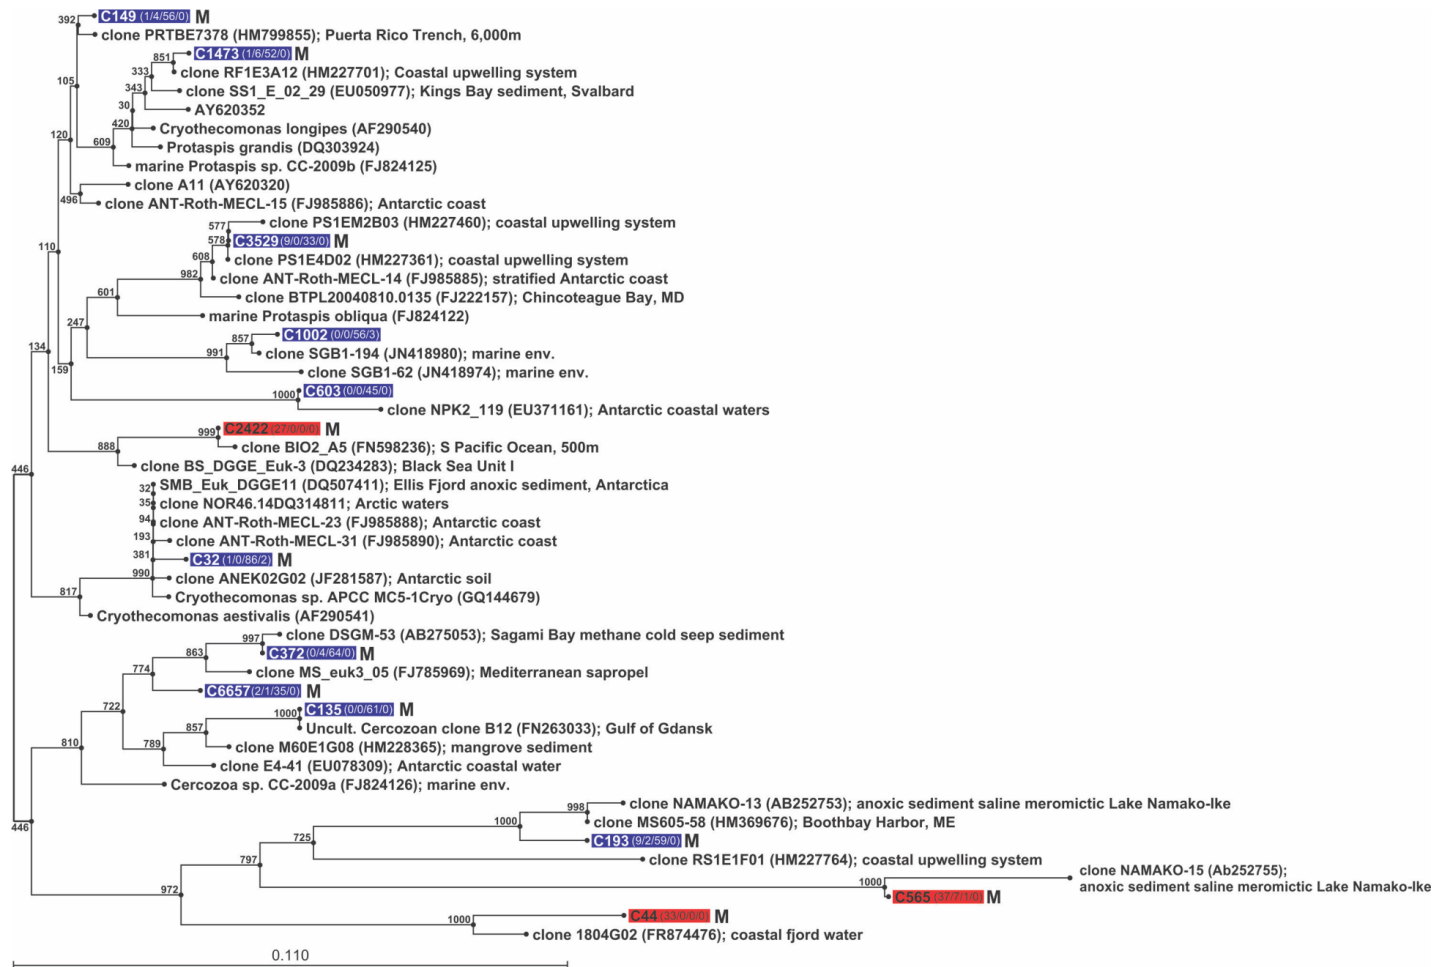 392
C149 (1/4/56/0) M
clone PRTBE7378 (HM799855); Puerta Rico Trench, 6,000m
C1473 (1/6/52/0) M
851
333
clone RF1E3A12 (HM227701); Coastal upwelling system
105
343
clone SS1_E_02_29 (EU050977); Kings Bay sediment, Svalbard
30
AY620352
420
Cryothecomonas longipes (AF290540)
120
609
Protaspis grandis (DQ303924)
marine Protaspis sp. CC-2009b (FJ824125)
clone A11 (AY620320)
496
clone ANT-Roth-MECL-15 (FJ985886); Antarctic coast
clone PS1EM2B03 (HM227460); coastal upwelling system
577
110
578
C3529 (9/0/33/0) M
608
clone PS1E4D02 (HM227361); coastal upwelling system
982
clone ANT-Roth-MECL-14 (FJ985885); stratified Antarctic coast
601
clone BTPL20040810.0135 (FJ222157); Chincoteague Bay, MD
marine Protaspis obliqua (FJ824122)
247
C1002 (0/0/56/3)
857
134
991
clone SGB1-194 (JN418980); marine env.
159
clone SGB1-62 (JN418974); marine env.
1000
C603 (0/0/45/0)
clone NPK2_119 (EU371161); Antarctic coastal waters
999
C2422 (27/0/0/0) M
888
clone BIO2_A5 (FN598236); S Pacific Ocean, 500m
446
clone BS_DGGE_Euk-3 (DQ234283); Black Sea Unit I
32
SMB_Euk_DGGE11 (DQ507411); Ellis Fjord anoxic sediment, Antarctica
35
clone NOR46.14DQ314811; Arctic waters
94
clone ANT-Roth-MECL-23 (FJ985888); Antarctic coast
193
clone ANT-Roth-MECL-31 (FJ985890); Antarctic coast
381
C32 (1/0/86/2) M
990
clone ANEK02G02 (JF281587); Antarctic soil
817
Cryothecomonas sp. APCC MC5-1Cryo (GQ144679)
Cryothecomonas aestivalis (AF290541)
997
clone DSGM-53 (AB275053); Sagami Bay methane cold seep sediment
863
C372 (0/4/64/0) M
774
clone MS_euk3_05 (FJ785969); Mediterranean sapropel
C6657 (2/1/35/0) M
722
1000
C135 (0/0/61/0) M
857
Uncult. Cercozoan clone B12 (FN263033); Gulf of Gdansk
810
789
clone M60E1G08 (HM228365); mangrove sediment
clone E4-41 (EU078309); Antarctic coastal water
Cercozoa sp. CC-2009a (FJ824126); marine env.
998
clone NAMAKO-13 (AB252753); anoxic sediment saline meromictic Lake Namako-Ike
446
1000
clone MS605-58 (HM369676); Boothbay Harbor, ME
725
C193 (9/2/59/0) M
797
clone RS1E1F01 (HM227764); coastal upwelling system
clone NAMAKO-15 (Ab252755);
1000
anoxic sediment saline meromictic Lake Namako-Ike
972
C565 (37/7/1/0) M
1000
C44 (33/0/0/0) M
clone 1804G02 (FR874476); coastal fjord water
0.110